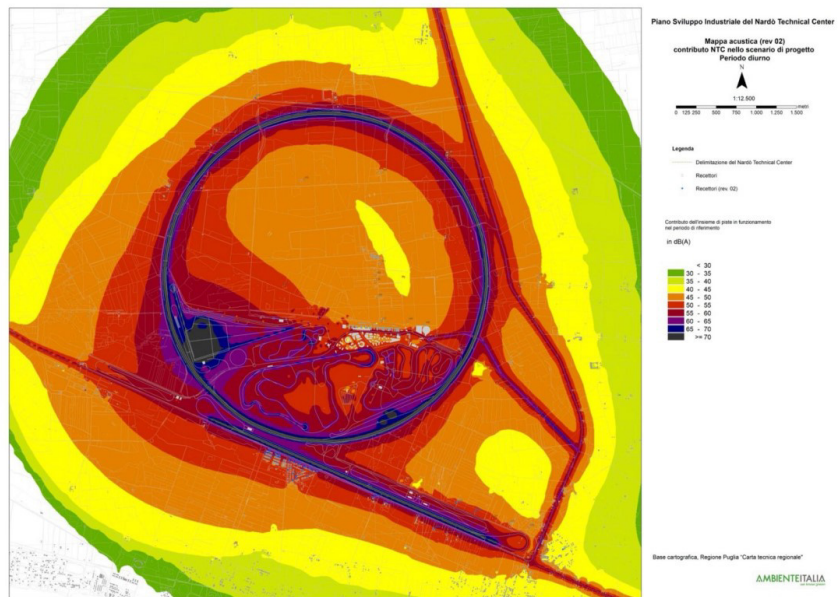 Piano Sviluppo Industriale del Nardò Technical Center
Mappa acustica (rev 02)
contributo NTC nello scenario di progetto
Periodo diurno
N
1:12.500
0 125 250 500 750 1.000 1.250 1.500 metri
Legenda
Delimitazione del Nardò Technical Center
Recettori
Recettori (rev. 02)
Contributo dell'insieme di piste in funzionamento
nel periodo di riferimento
in dB(A)
< 30
30 - 35
35 - 40
40 - 45
45 - 50
50 - 55
55 - 60
60 - 65
65 - 70
>= 70
Base cartografica, Regione Puglia "Carta tecnica regionale"
AMBIENTEITALIA